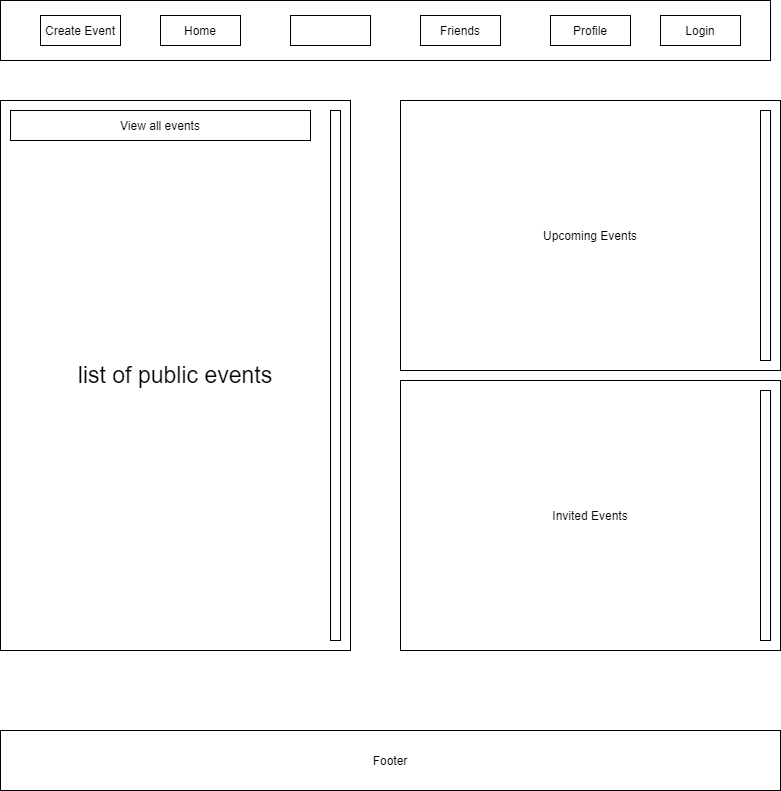 Create Event
Home
Friends
Profile
Login
View all events
list of public events
Upcoming Events
Invited Events
Footer